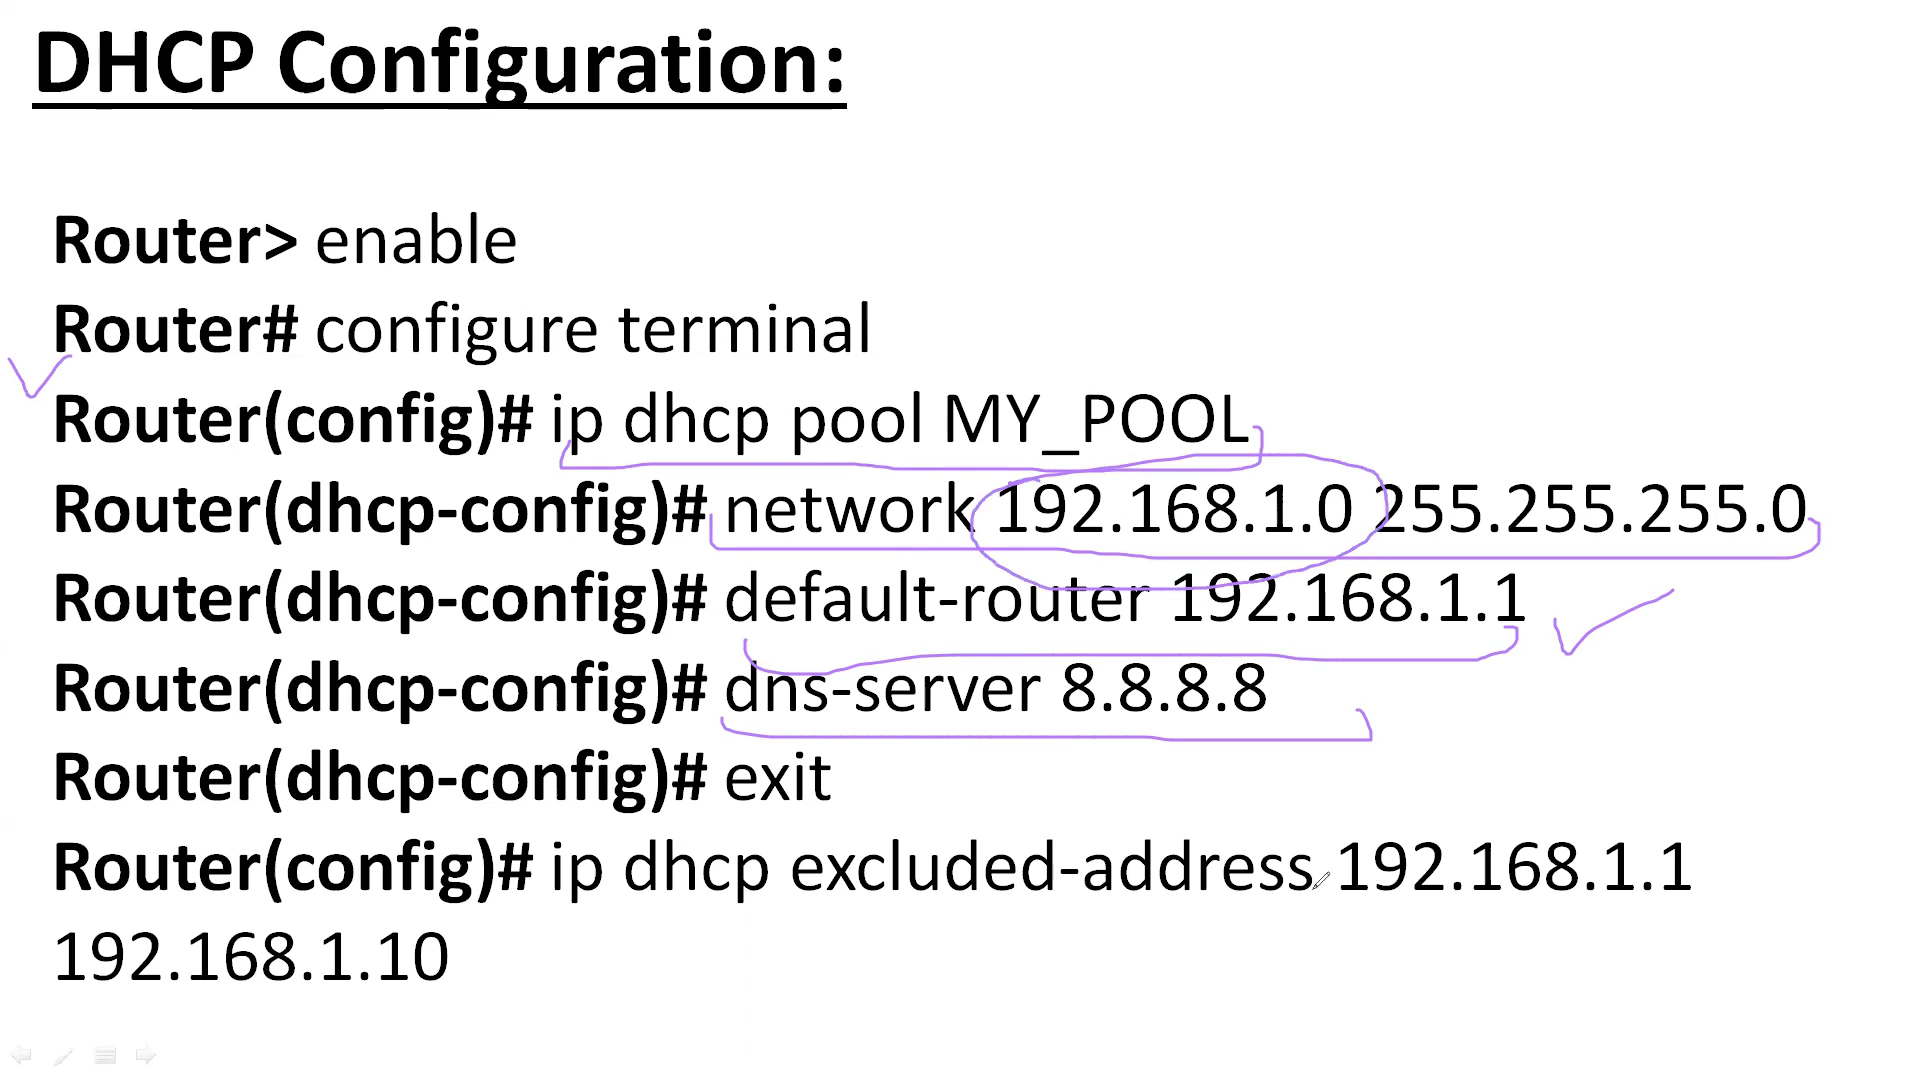 DHCP Configuration:
Router> enable
Router# configure terminal
Router(config)# ip dhcp pool MY_POOL
Router(dhcp-config)# network 192.168.1.0 255.255.255.0
Router(dhcp-config)# default-router 192.168.1.1
Router(dhcp-config)# dns-server 8.8.8.8
Router(dhcp-config)# exit
Router(config)# ip dhcp excluded-address 192.168.1.1
192.168.1.10